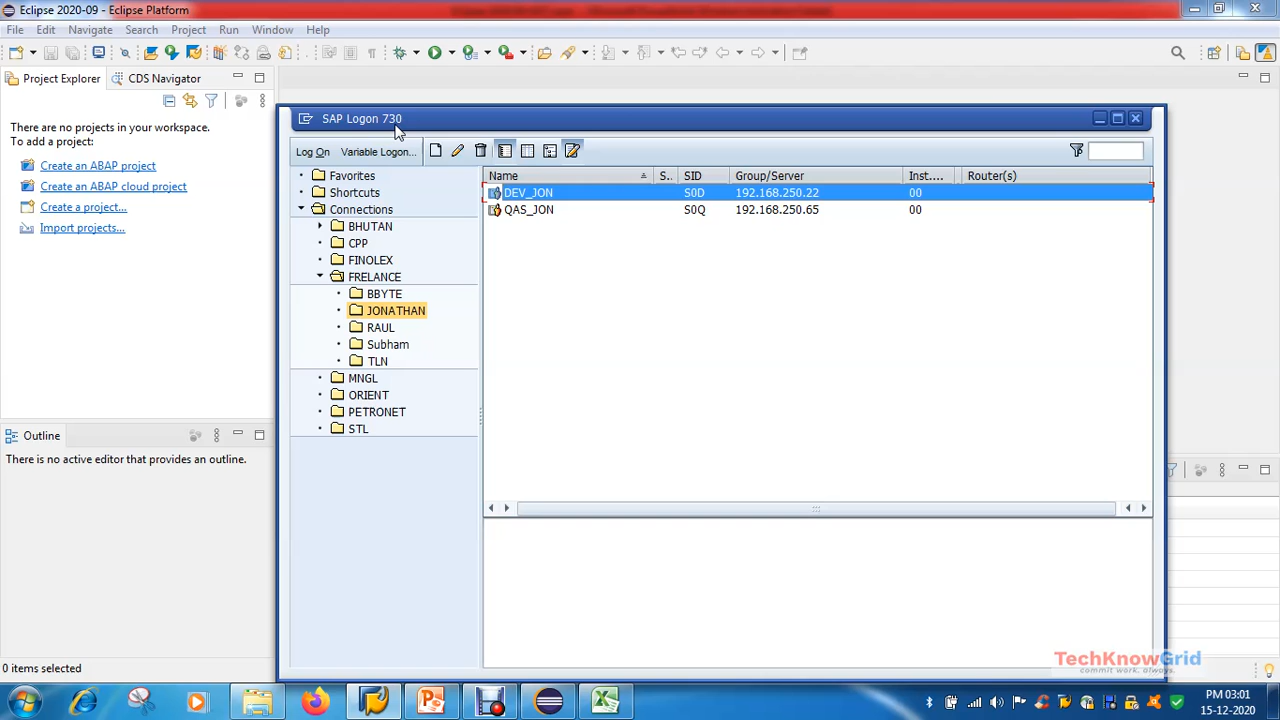 Eclipse 2020-09 - Eclipse Platform
File Edit Navigate Search Project Run Window Help
Project Explorer CDS Navigator
There are no projects in your workspace.
To add a project:
Create an ABAP project
Create an ABAP cloud project
Create a project...
Import projects...
Outline
There is no active editor that provides an outline.
0 items selected
SAP Logon 730
Log On Variable Logon...
Favorites
Shortcuts
Connections
BHUTAN
CPP
FINOLEX
FRELANCE
BBYTE
JONATHAN
RAUL
Subham
TLN
MNGL
ORIENT
PETRONET
STL
Name S.. SID Group/Server Inst.... Router(s)
DEV_JON S0D 192.168.250.22 00
QAS_JON S0Q 192.168.250.65 00
TechKnowGrid
commit work. always.
PM 03:01
15-12-2020